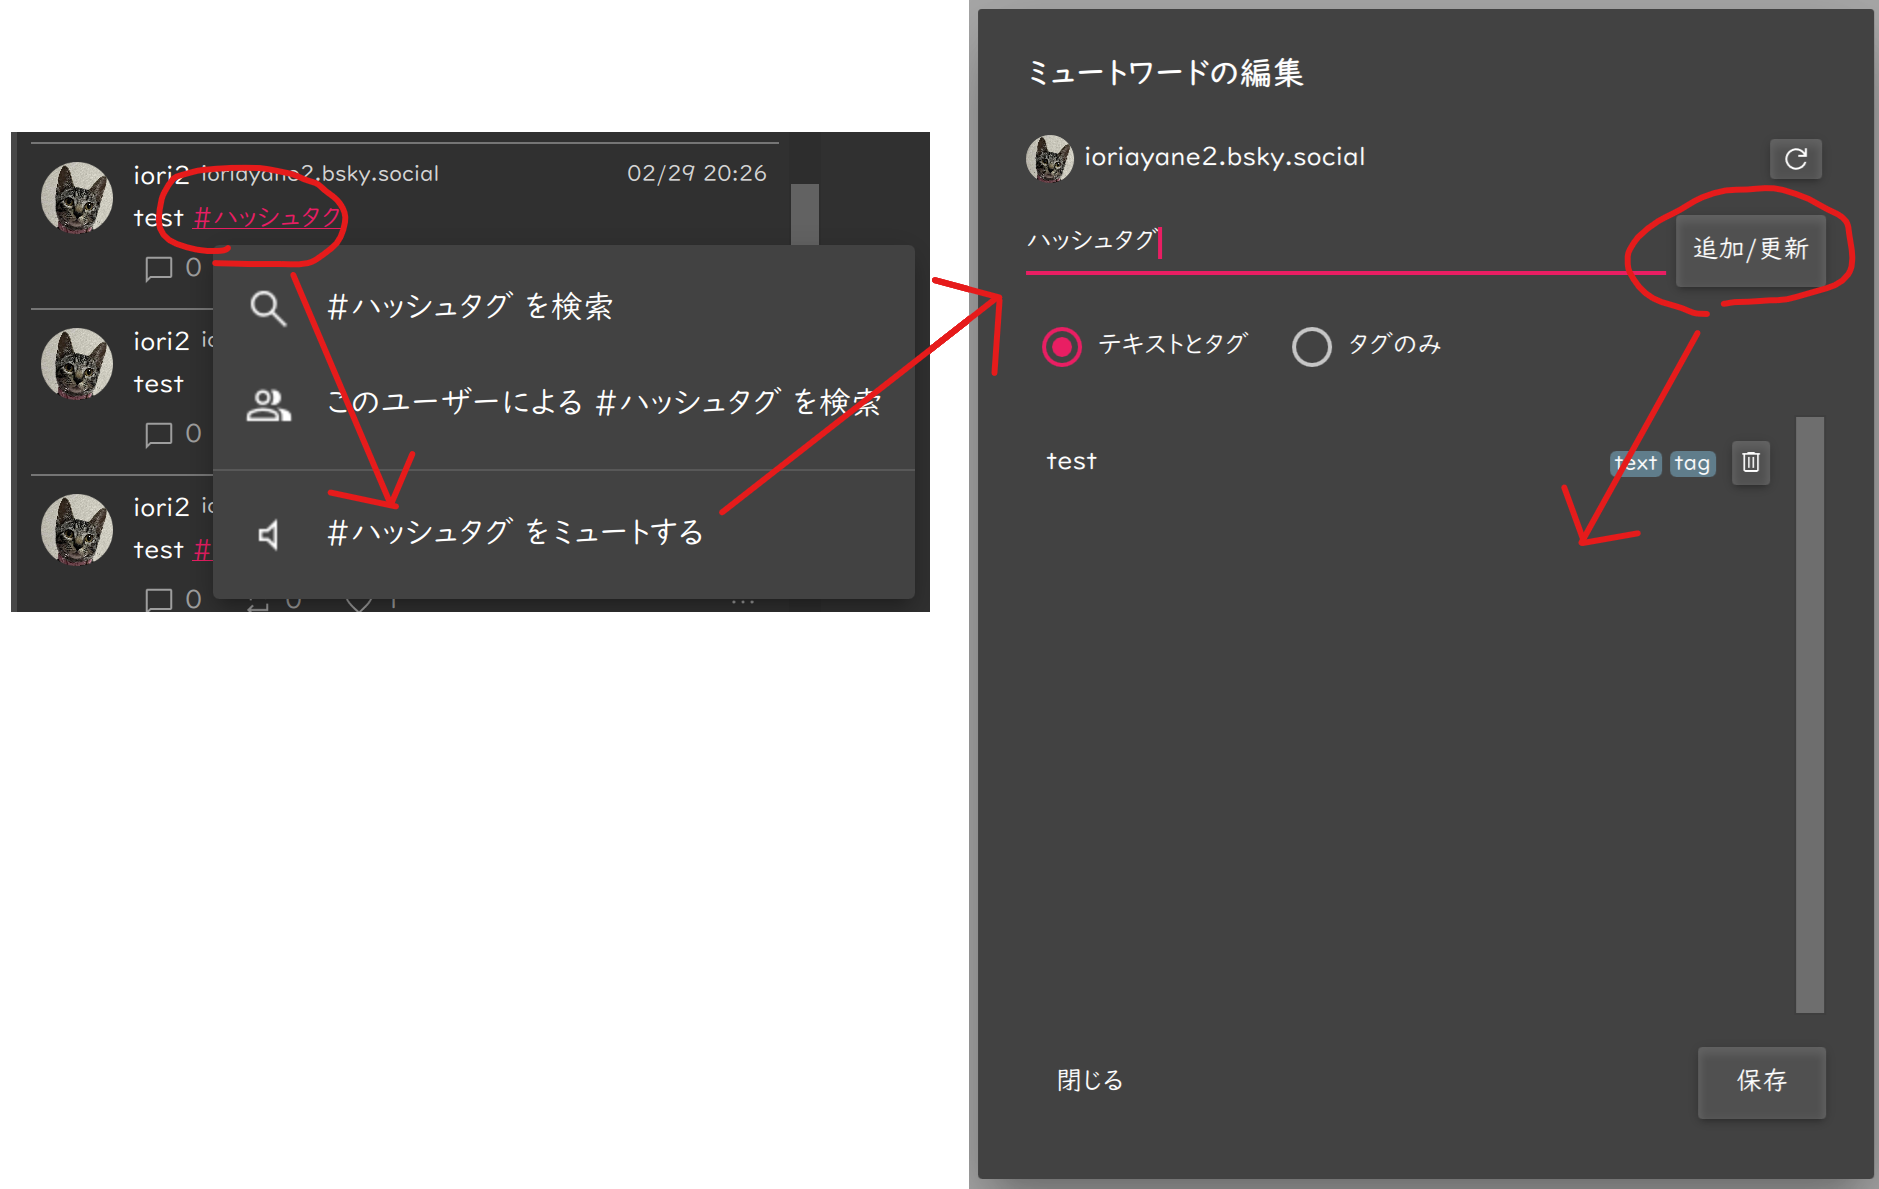 iori2 ioriayane2.bsky.social 02/29 20:26
test #ハッシュタグ
0
#ハッシュタグ を検索
iori2
test
このユーザーによる #ハッシュタグ を検索
0
iori2
test #
#ハッシュタグ をミュートする
0 0 1
ミュートワードの編集
ioriayane2.bsky.social
ハッシュタグ
追加/更新
テキストとタグ タグのみ
test text tag
閉じる
保存